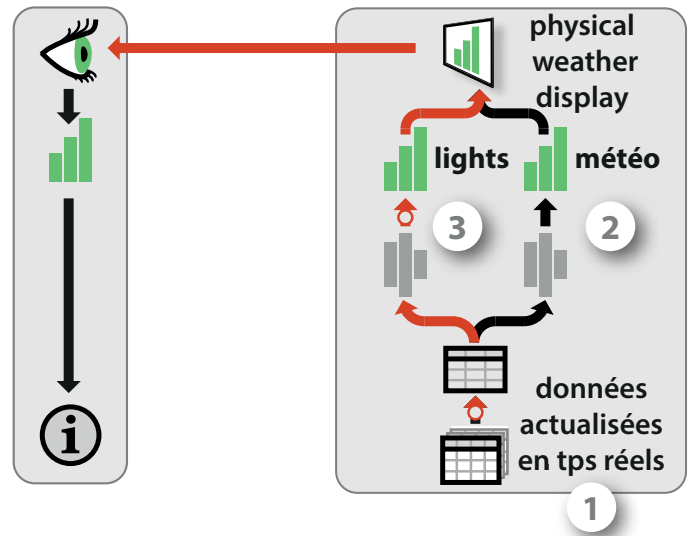 physical
weather
display
lights
météo
3
2
données
actualisées
en tps réels
1
i